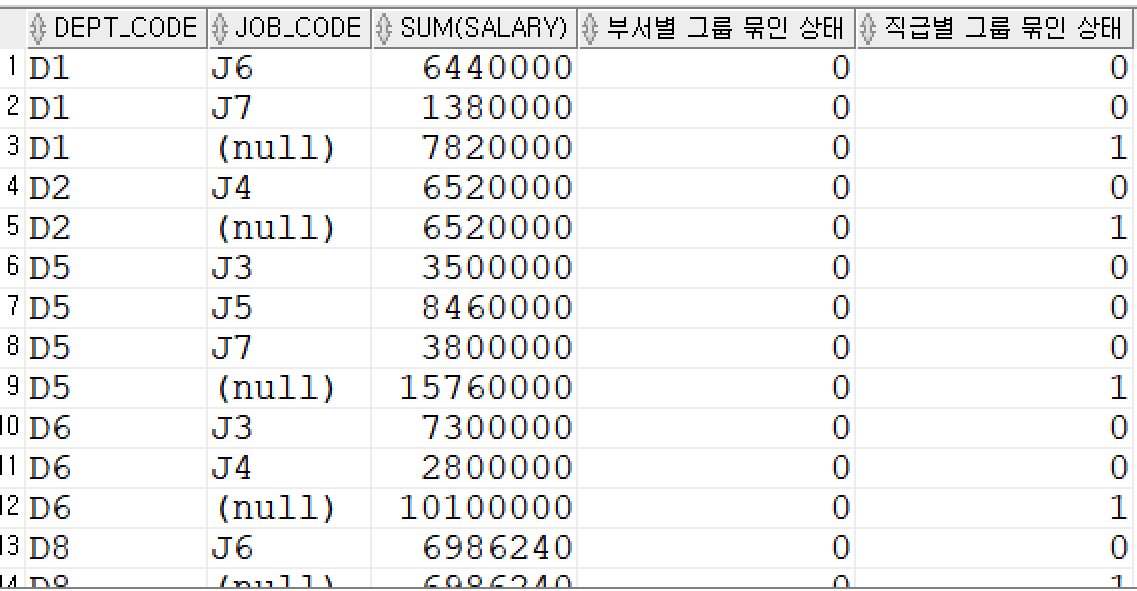 DEPT_CODE JOB_CODE SUM(SALARY) 부서별 그룹 묶인 상태 직급별 그룹 묶인 상태
1 D1 J6 6440000 0 0
2 D1 J7 1380000 0 0
3 D1 (null) 7820000 0 1
4 D2 J4 6520000 0 0
5 D2 (null) 6520000 0 1
6 D5 J3 3500000 0 0
7 D5 J5 8460000 0 0
8 D5 J7 3800000 0 0
9 D5 (null) 15760000 0 1
10 D6 J3 7300000 0 0
11 D6 J4 2800000 0 0
12 D6 (null) 10100000 0 1
13 D8 J6 6986240 0 0
14 D8 (null) 6986240 0 1